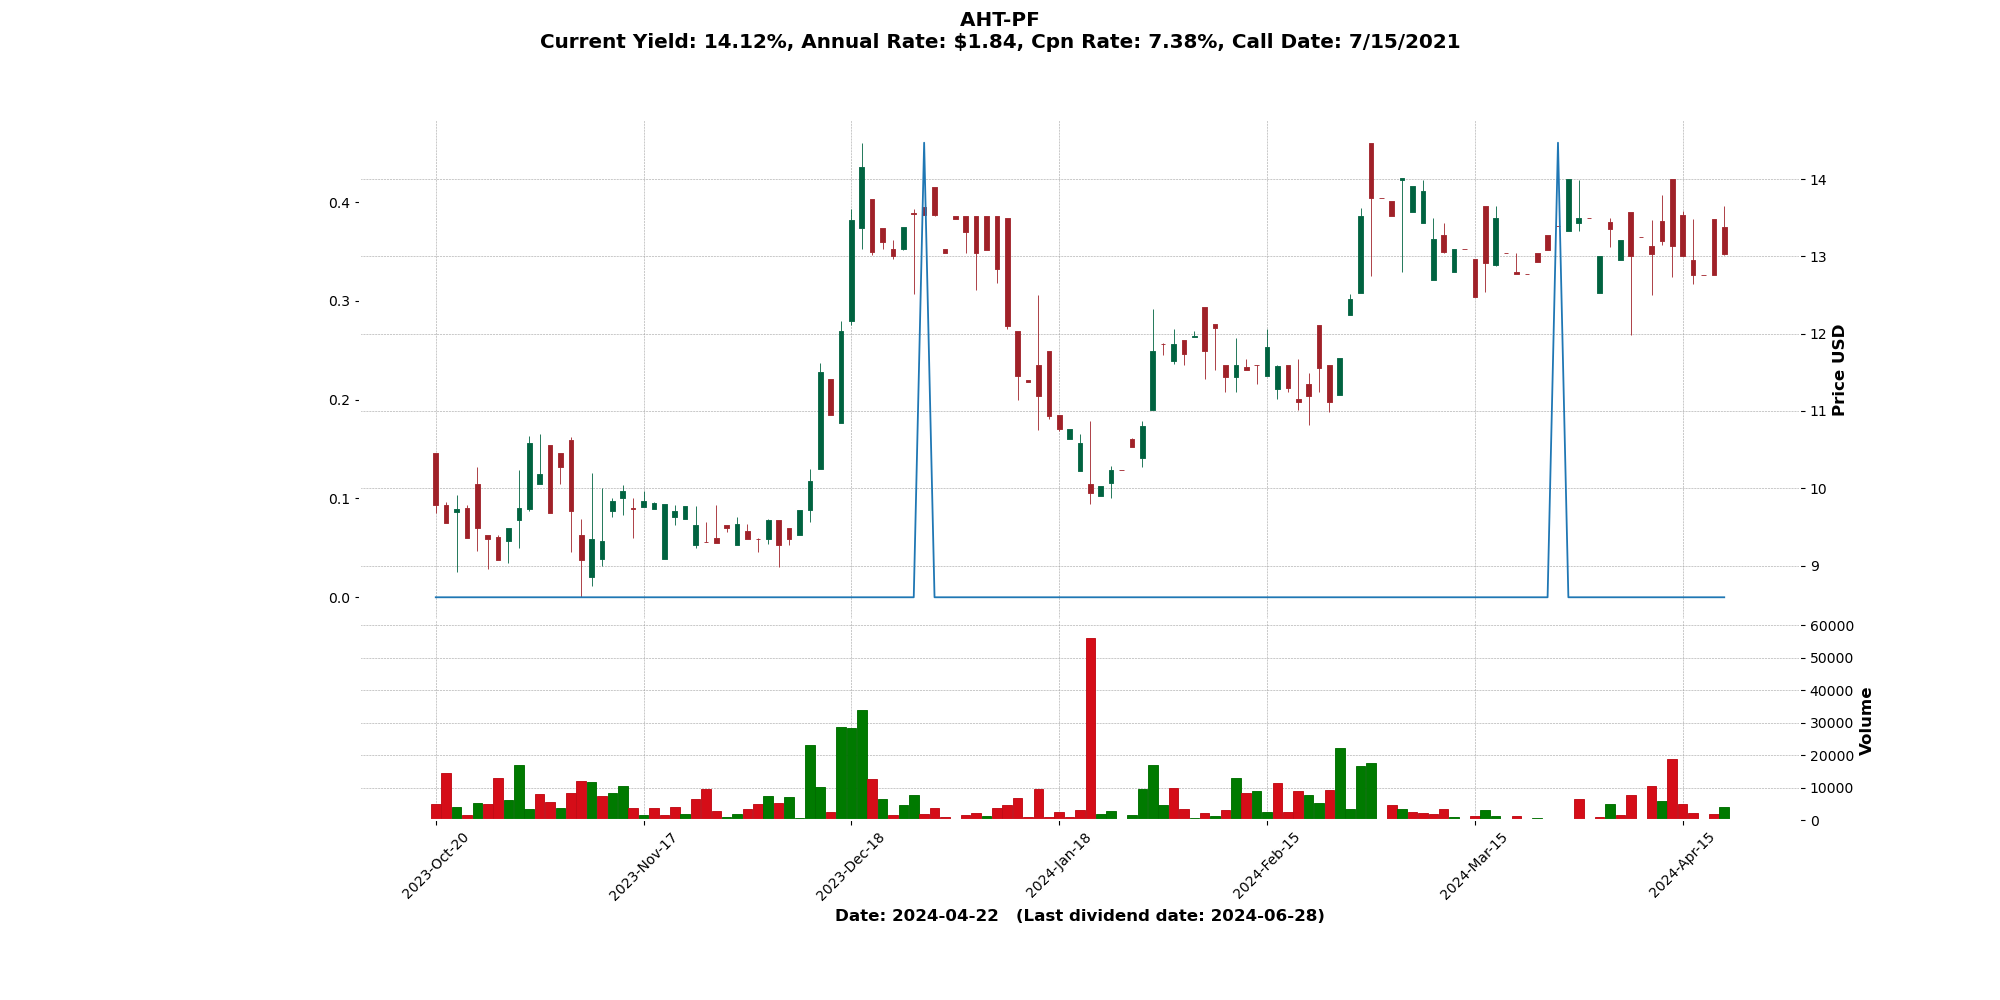 AHT-PF
Current Yield: 14.12%, Annual Rate: $1.84, Cpn Rate: 7.38%, Call Date: 7/15/2021
0.4
0.3
0.2
0.1
0.0
14
13
12
11
10
9
Price USD
60000
50000
40000
30000
20000
10000
0
Volume
2023-Oct-20
2023-Nov-17
2023-Dec-18
2024-Jan-18
2024-Feb-15
2024-Mar-15
2024-Apr-15
Date: 2024-04-22 (Last dividend date: 2024-06-28)